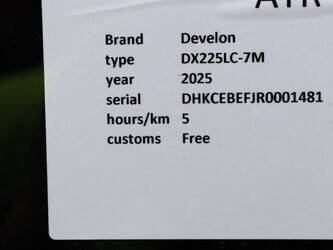 Brand Develon
type DX225LC-7M
year 2025
serial DHKCEBEFJR0001481
hours/km 5
customs Free